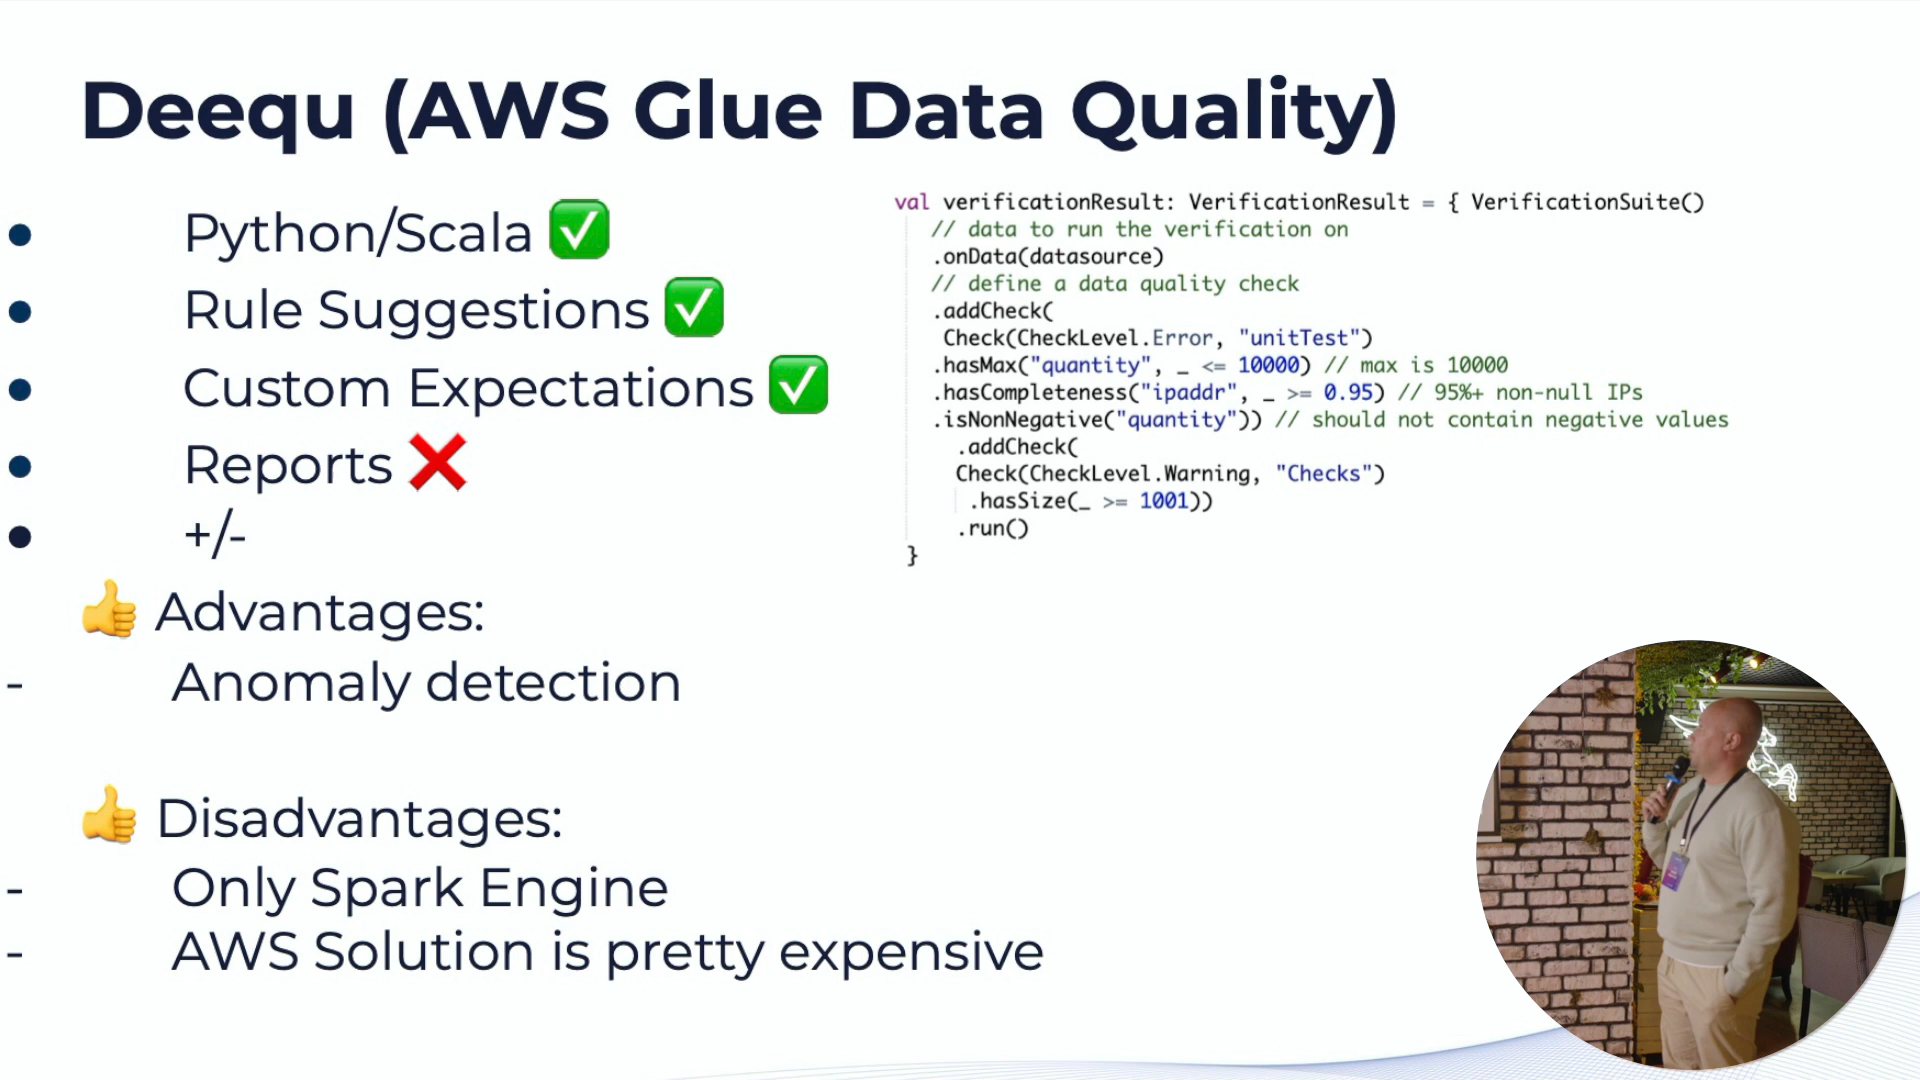 Deequ (AWS Glue Data Quality)
• Python/Scala ✅
• Rule Suggestions ✅
• Custom Expectations ✅
• Reports ❌
• +/-
👍 Advantages:
- Anomaly detection
👍 Disadvantages:
- Only Spark Engine
- AWS Solution is pretty expensive
val verificationResult: VerificationResult = { VerificationSuite()
// data to run the verification on
.onData(datasource)
// define a data quality check
.addCheck(
Check(CheckLevel.Error, "unitTest")
.hasMax("quantity", _ <= 10000) // max is 10000
.hasCompleteness("ipaddr", _ >= 0.95) // 95%+ non-null IPs
.isNonNegative("quantity")) // should not contain negative values
.addCheck(
Check(CheckLevel.Warning, "Checks")
.hasSize(_ >= 1001))
.run()
}